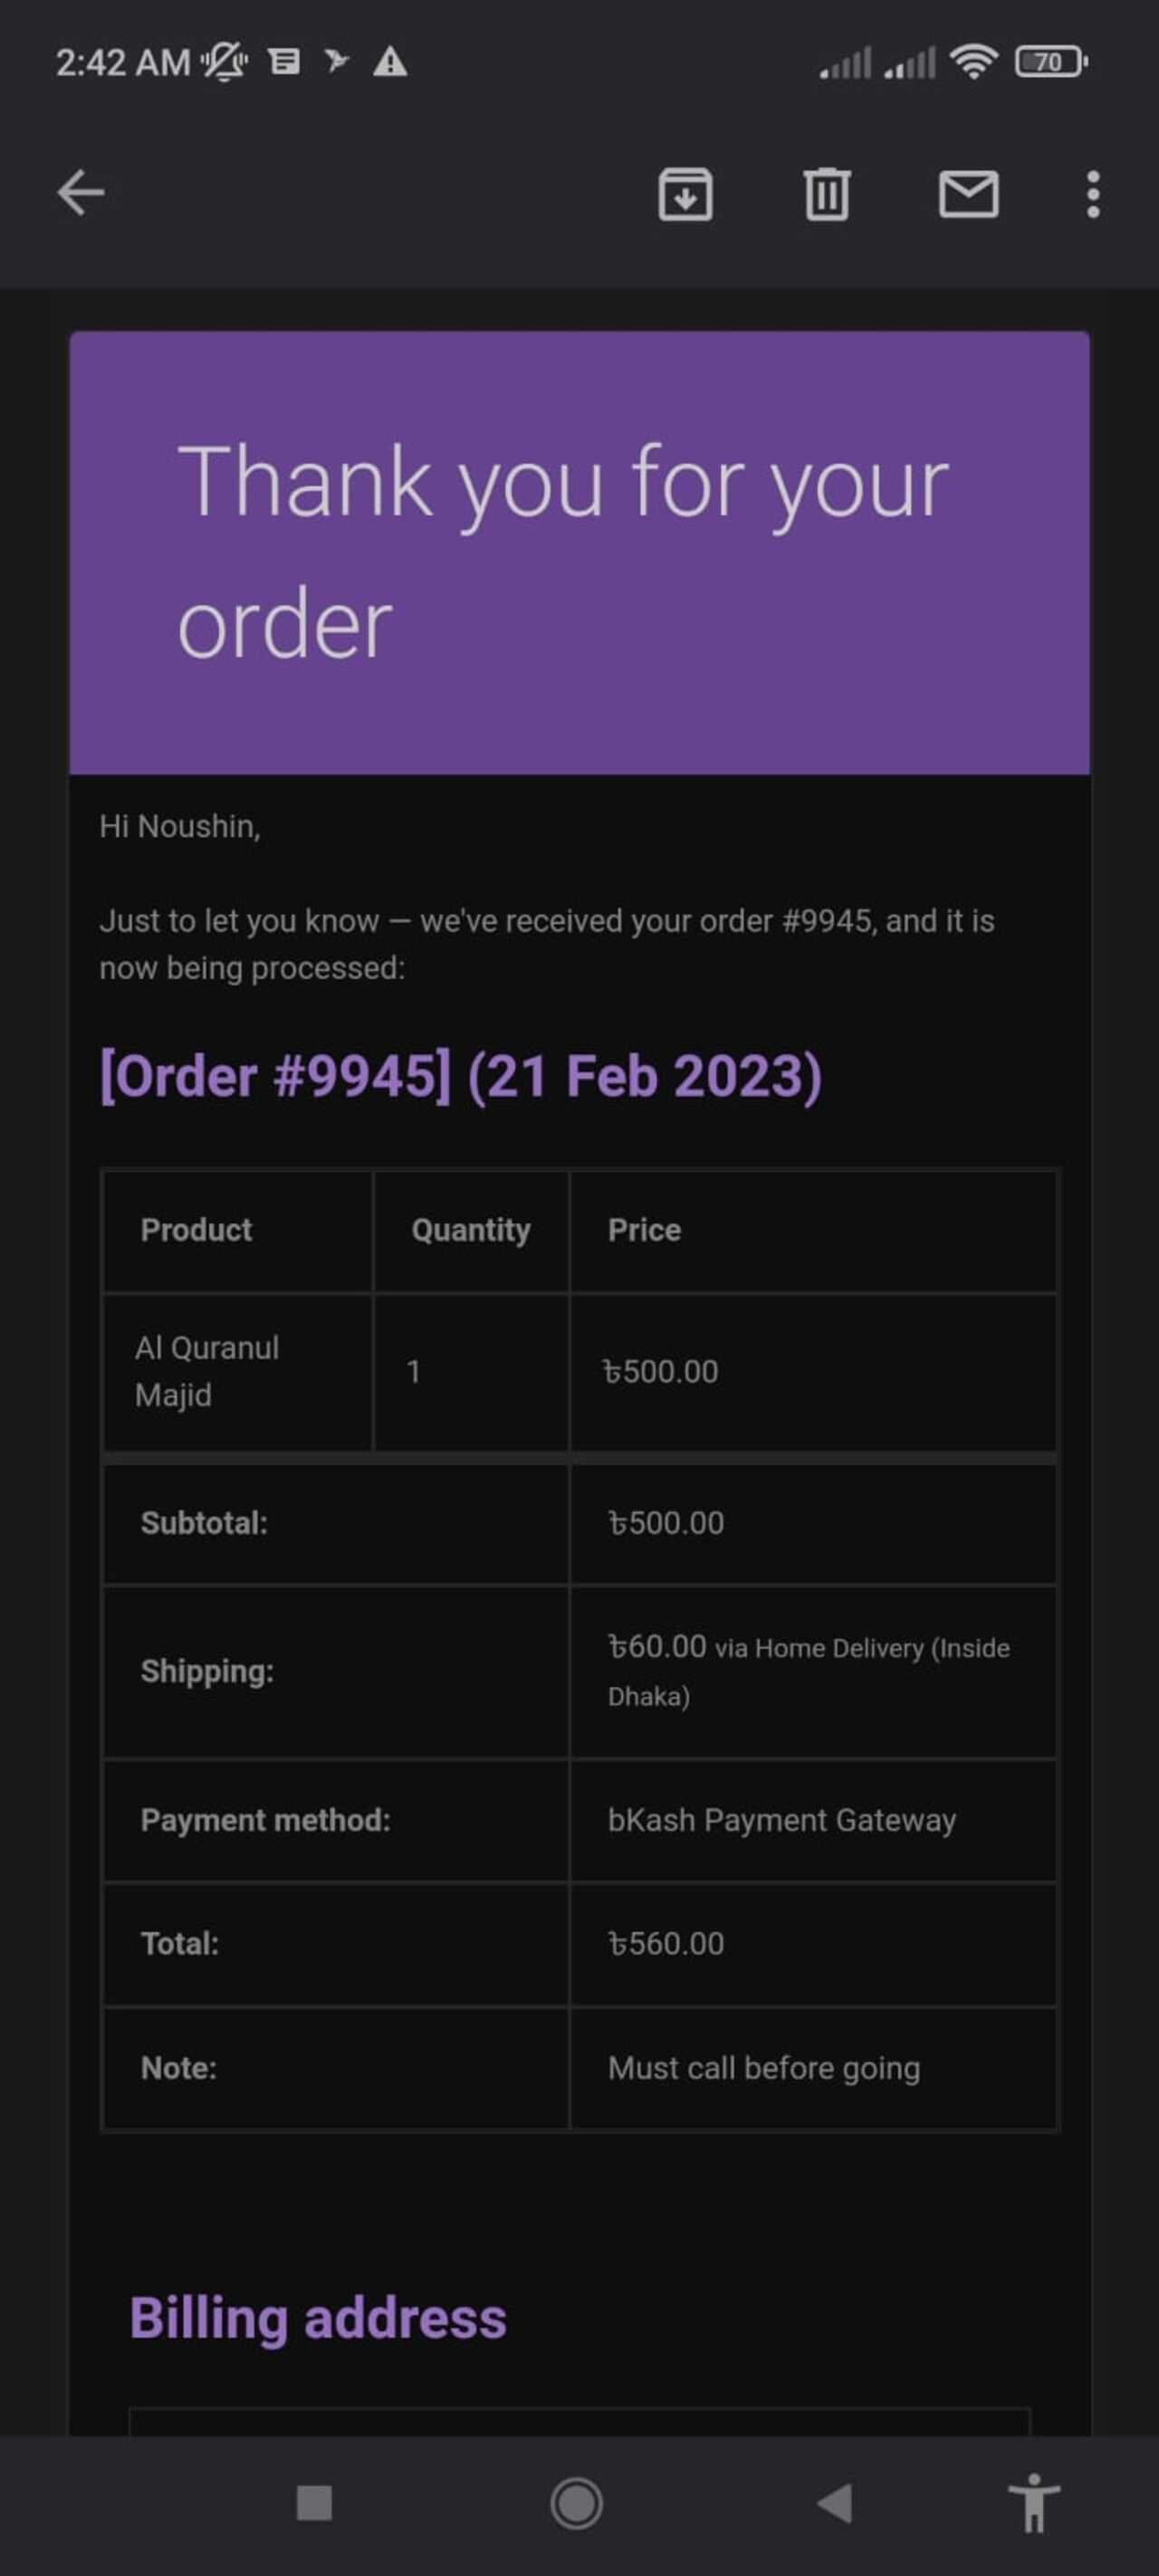 2:42 AM
70
Thank you for your
order
Hi Noushin,
Just to let you know — we've received your order #9945, and it is
now being processed:
[Order #9945] (21 Feb 2023)
Product Quantity Price
Al Quranul
Majid
1
৳500.00
Subtotal: ৳500.00
Shipping: ৳60.00 via Home Delivery (Inside
Dhaka)
Payment method: bKash Payment Gateway
Total: ৳560.00
Note: Must call before going
Billing address